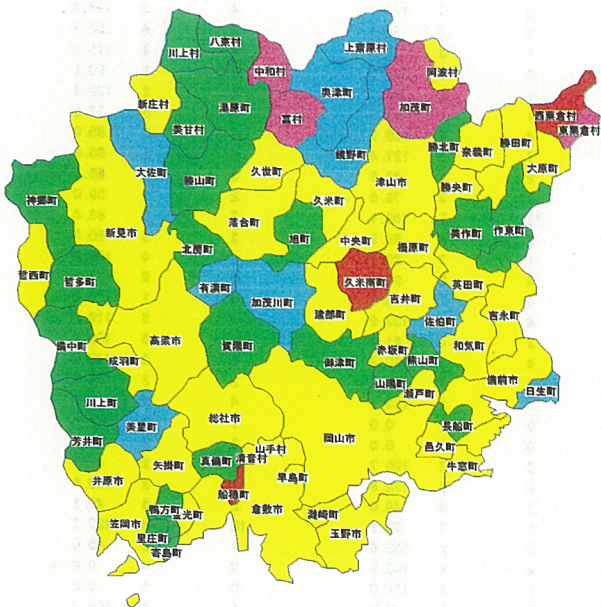 八束村
川上村
上齋原村
中和村
阿波村
奥津町
新庄村
湯原町
加茂町
富村
西粟倉村
東粟倉村
美甘村
勝田町
勝北町
奈義町
鏡野町
大原町
大佐町
久世町
勝山町
津山市
勝央町
神郷町
久米町
落合町
美作町
作東町
新見市
旭町
中央町
柵原町
北房町
哲西町
哲多町
有漢町
久米南町
英田町
加茂川町
吉井町
建部町
吉永町
佐伯町
高梁市
備中町
賀陽町
和気町
赤坂町
成羽町
御津町
熊山町
山陽町
備前市
瀬戸町
日生町
川上町
総社市
美星町
長船町
岡山市
芳井町
山手村
邑久町
清音村
矢掛町
真備町
牛窓町
井原市
早島町
船穂町
鴨方町
倉敷市
金光町
灘崎町
笠岡市
玉野市
里庄町
寄島町